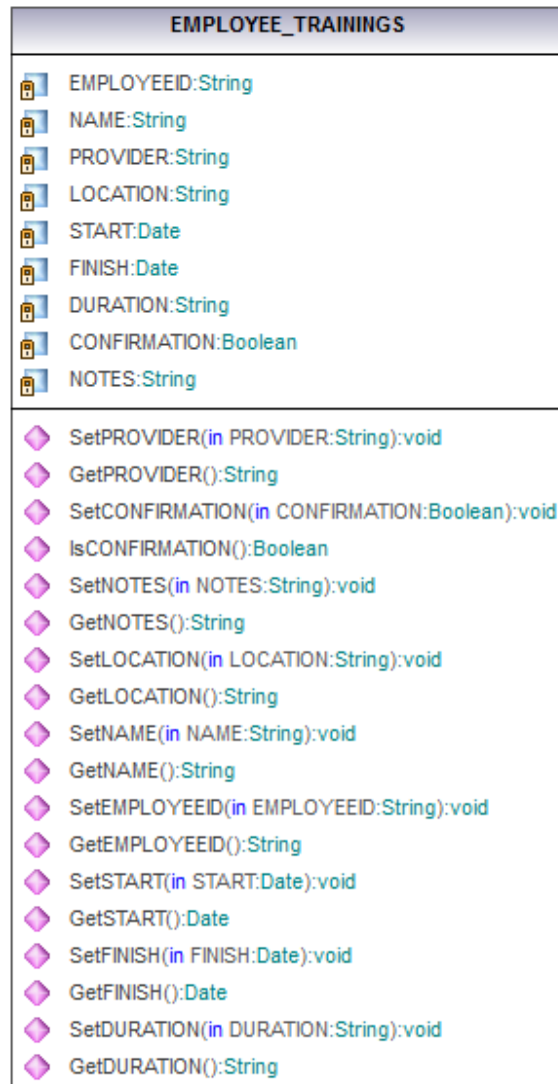 EMPLOYEE_TRAININGS
EMPLOYEEID:String
NAME:String
PROVIDER:String
LOCATION:String
START:Date
FINISH:Date
DURATION:String
CONFIRMATION:Boolean
NOTES:String
SetPROVIDER(in PROVIDER:String):void
GetPROVIDER():String
SetCONFIRMATION(in CONFIRMATION:Boolean):void
IsCONFIRMATION():Boolean
SetNOTES(in NOTES:String):void
GetNOTES():String
SetLOCATION(in LOCATION:String):void
GetLOCATION():String
SetNAME(in NAME:String):void
GetNAME():String
SetEMPLOYEEID(in EMPLOYEEID:String):void
GetEMPLOYEEID():String
SetSTART(in START:Date):void
GetSTART():Date
SetFINISH(in FINISH:Date):void
GetFINISH():Date
SetDURATION(in DURATION:String):void
GetDURATION():String